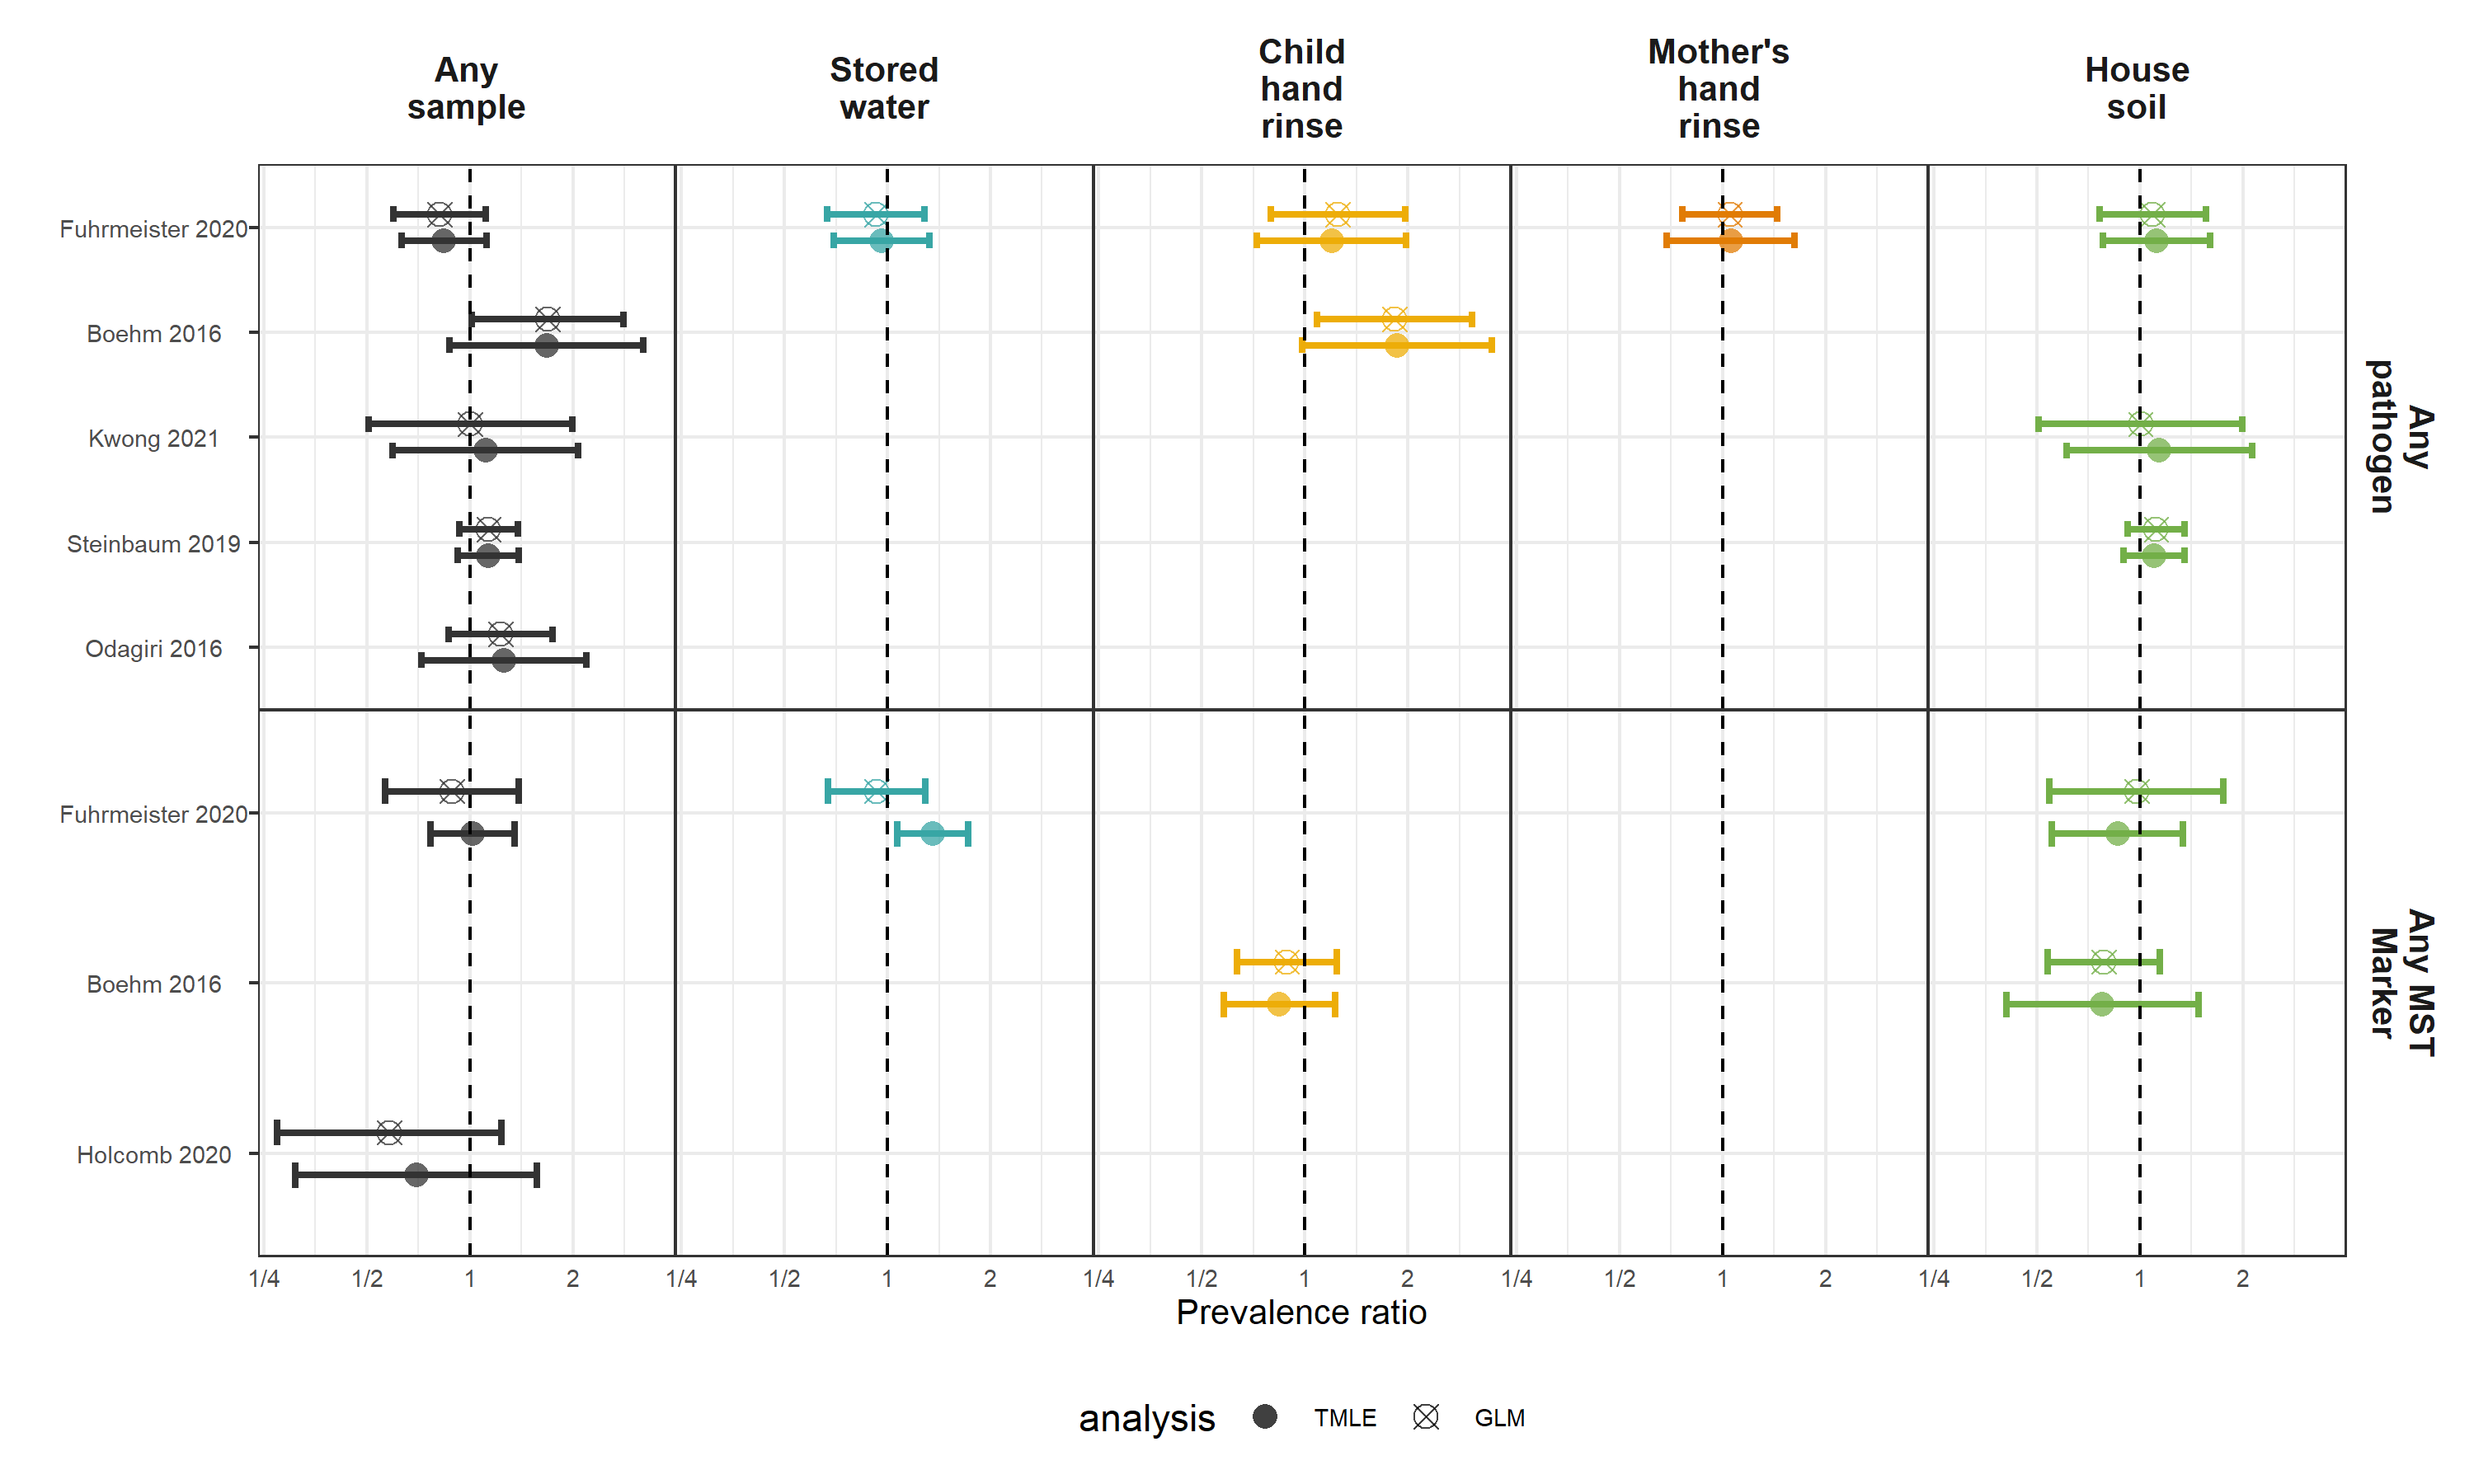 Any
sample
Stored
water
Child
hand
rinse
Mother's
hand
rinse
House
soil
Fuhrmeister 2020
Boehm 2016
Kwong 2021
Steinbaum 2019
Odagiri 2016
Any
pathogen
Fuhrmeister 2020
Boehm 2016
Holcomb 2020
Any MST
Marker
1/4 1/2 1 2 1/4 1/2 1 2 1/4 1/2 1 2 1/4 1/2 1 2 1/4 1/2 1 2
Prevalence ratio
analysis TMLE GLM